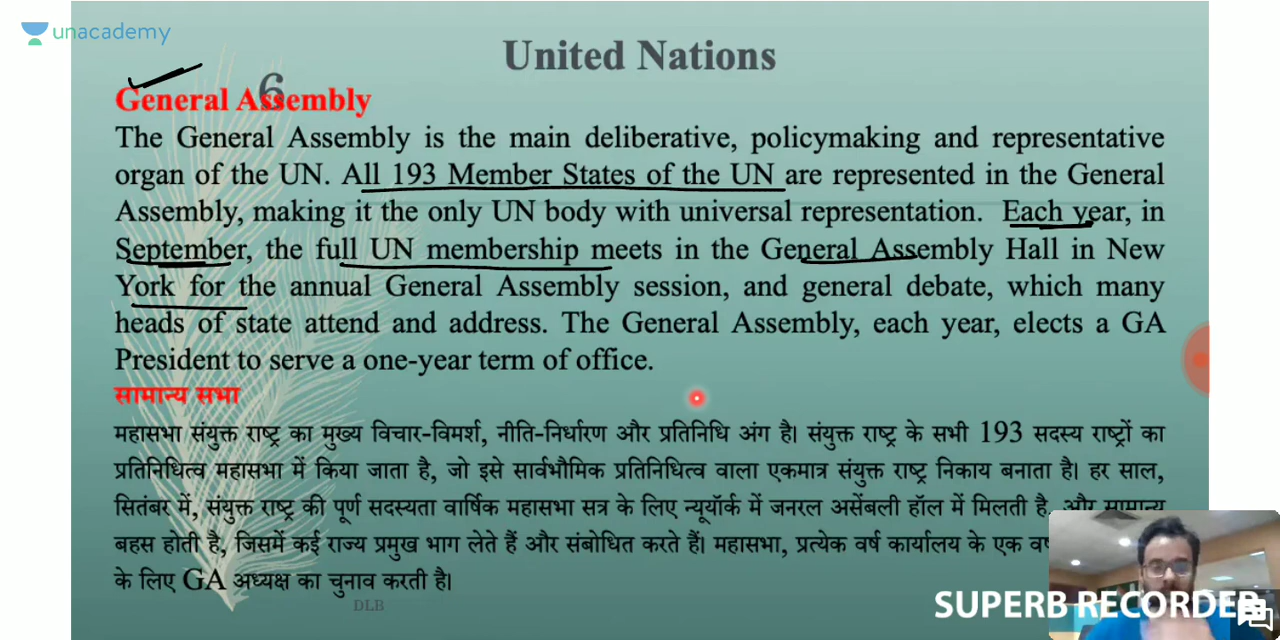 unacademy
United Nations
6
General Assembly
The General Assembly is the main deliberative, policymaking and representative
organ of the UN. All 193 Member States of the UN are represented in the General
Assembly, making it the only UN body with universal representation. Each year, in
September, the full UN membership meets in the General Assembly Hall in New
York for the annual General Assembly session, and general debate, which many
heads of state attend and address. The General Assembly, each year, elects a GA
President to serve a one-year term of office.
सामान्य सभा
महासभा संयुक्त राष्ट्र का मुख्य विचार-विमर्श, नीति-निर्धारण और प्रतिनिधि अंग है। संयुक्त राष्ट्र के सभी 193 सदस्य राष्ट्रों का
प्रतिनिधित्व महासभा में किया जाता है, जो इसे सार्वभौमिक प्रतिनिधित्व वाला एकमात्र संयुक्त राष्ट्र निकाय बनाता है। हर साल,
सितंबर में, संयुक्त राष्ट्र की पूर्ण सदस्यता वार्षिक महासभा सत्र के लिए न्यूयॉर्क में जनरल असेंबली हॉल में मिलती है, और सामान्य
बहस होती है, जिसमें कई राज्य प्रमुख भाग लेते हैं और संबोधित करते हैं। महासभा, प्रत्येक वर्ष कार्यालय के एक
के लिए GA अध्यक्ष का चुनाव करती है।
DLB
SUPERB RECORDER